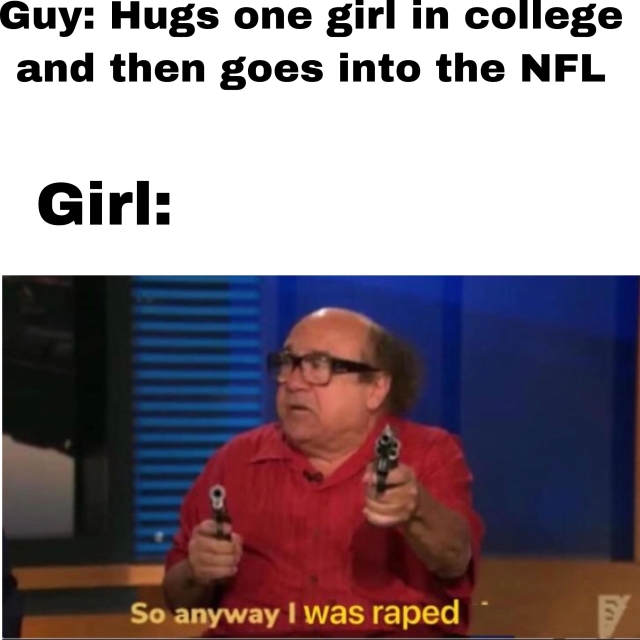 Guy: Hugs one girl in college
and then goes into the NFL
Girl:
So anyway I was raped